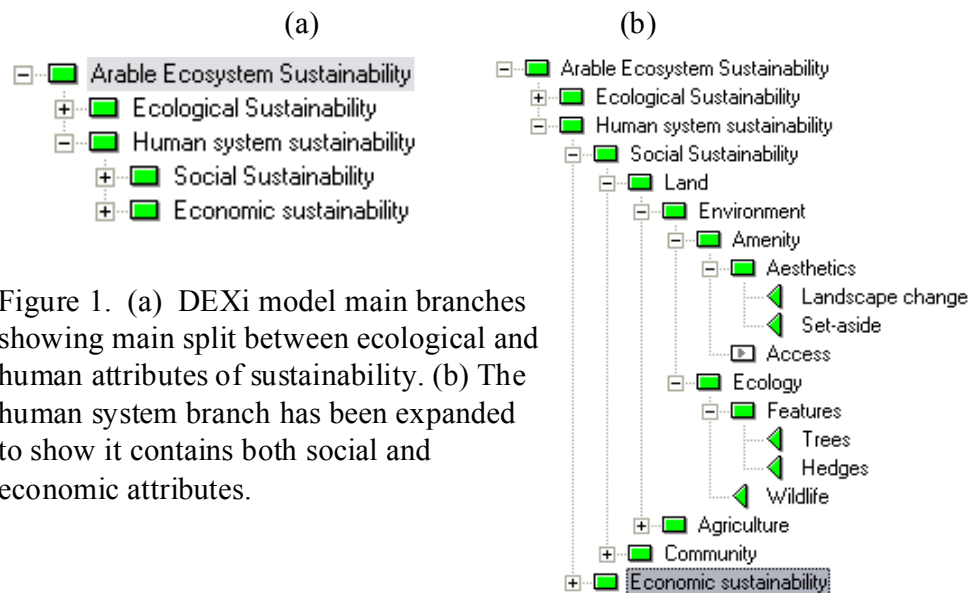 (a)
Arable Ecosystem Sustainability
Ecological Sustainability
Human system sustainability
Social Sustainability
Economic sustainability
Figure 1. (a) DEXi model main branches
showing main split between ecological and
human attributes of sustainability. (b) The
human system branch has been expanded
to show it contains both social and
economic attributes.
(b)
Arable Ecosystem Sustainability
Ecological Sustainability
Human system sustainability
Social Sustainability
Land
Environment
Amenity
Aesthetics
Landscape change
Set-aside
Access
Ecology
Features
Trees
Hedges
Wildlife
Agriculture
Community
Economic sustainability